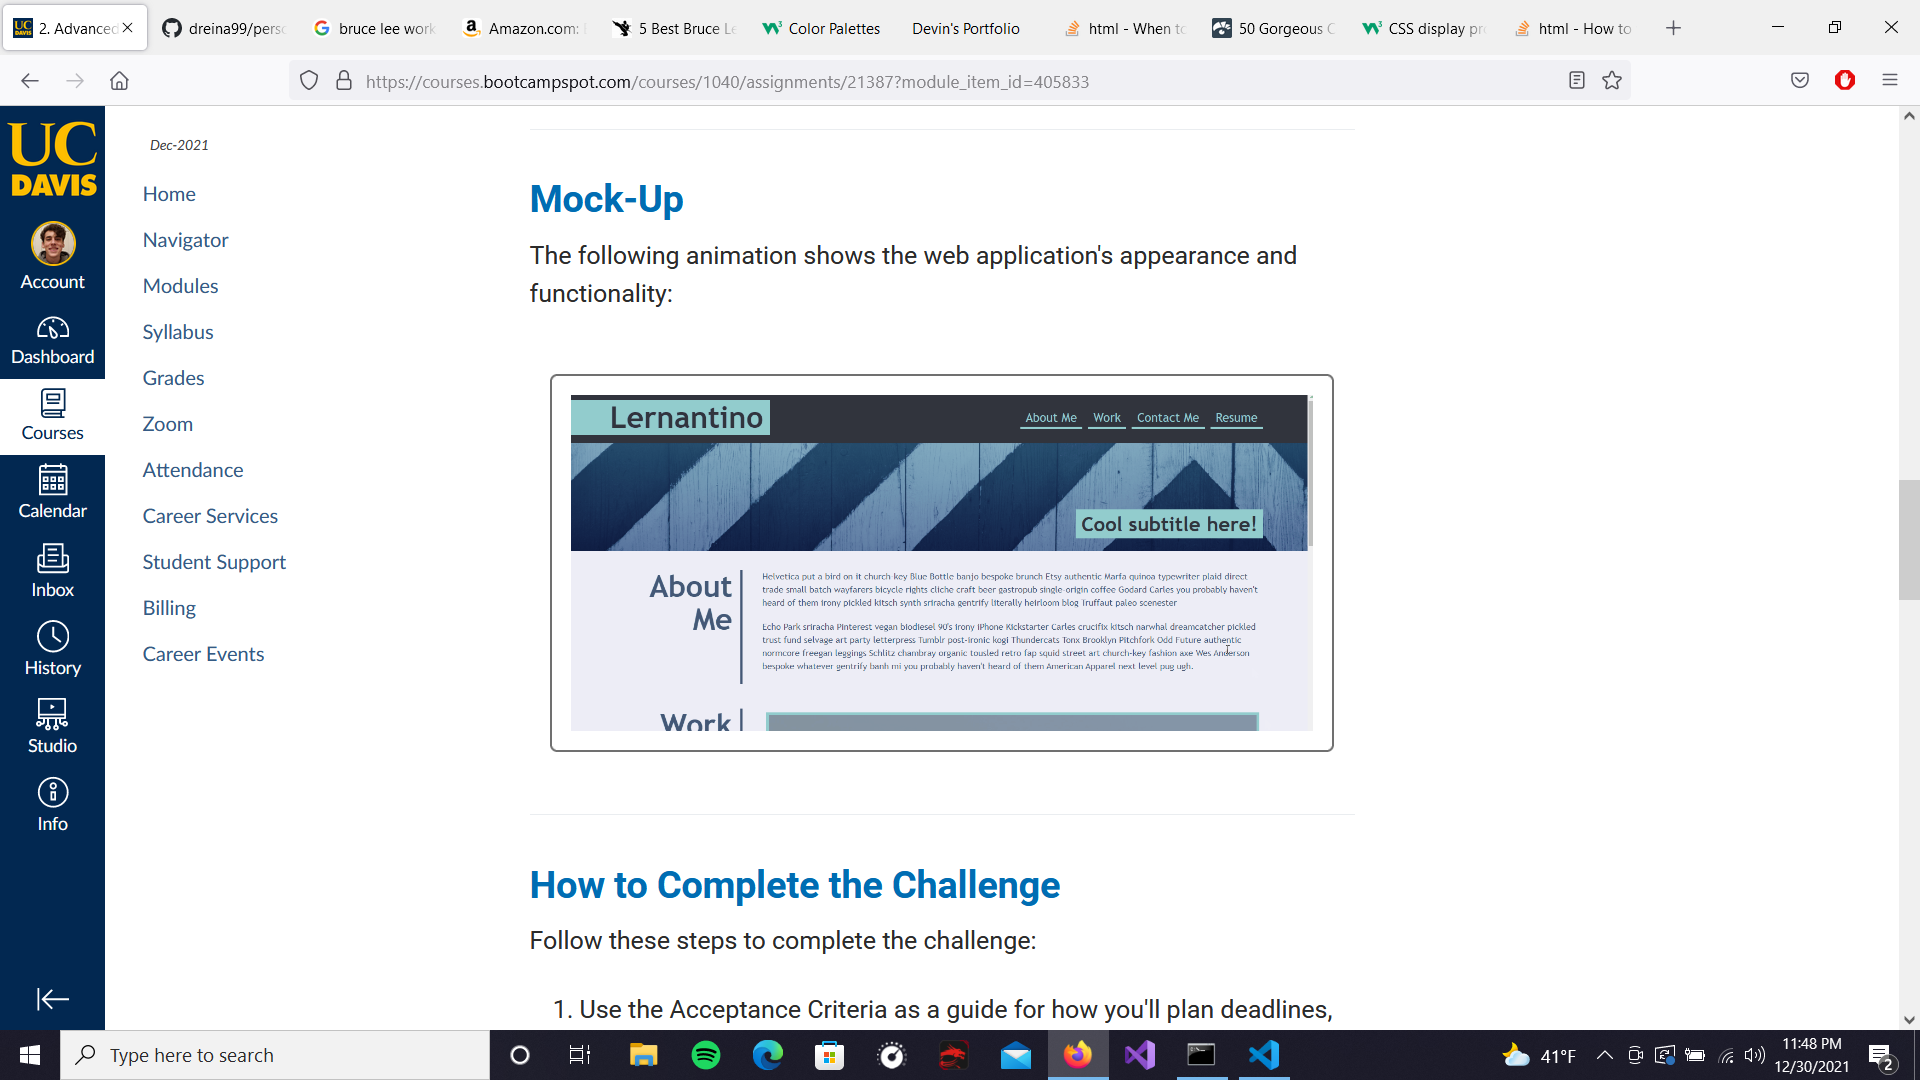 2. Advanced
dreina99/perso
bruce lee work
Amazon.com:
5 Best Bruce Le
Color Palettes
Devin's Portfolio
html - When to
50 Gorgeous C
CSS display pr
html - How to
https://courses.bootcampspot.com/courses/1040/assignments/21387?module_item_id=405833
UC
DAVIS
Account
Dashboard
Courses
Calendar
Inbox
History
Studio
Info
Dec-2021
Home
Navigator
Modules
Syllabus
Grades
Zoom
Attendance
Career Services
Student Support
Billing
Career Events
Mock-Up
The following animation shows the web application's appearance and
functionality:
Lernantino
About Me Work Contact Me Resume
Cool subtitle here!
About
Me
Helvetica put a bird on it church-key Blue Bottle banjo bespoke brunch Etsy authentic Marfa quinoa typewriter plaid direct
trade small batch wayfarers bicycle rights cliche craft beer gastropub single-origin coffee Godard Carles you probably haven't
heard of them irony pickled kitsch synth sriracha gentrify literally heirloom blog Truffaut paleo scenester
Echo Park sriracha Pinterest vegan biodiesel 90's irony iPhone Kickstarter Carles crucifix kitsch narwhal dreamcatcher pickled
trust fund selvage art party letterpress Tumblr post-ironic kogi Thundercats Tonx Brooklyn Pitchfork Odd Future authentic
normcore freegan leggings Schlitz chambray organic tousled retro fap squid street art church-key fashion axe Wes Anderson
bespoke whatever gentrify banh mi you probably haven't heard of them American Apparel next level pug ugh.
Work
How to Complete the Challenge
Follow these steps to complete the challenge:
1. Use the Acceptance Criteria as a guide for how you'll plan deadlines,
Type here to search
41°F
11:48 PM
12/30/2021
2